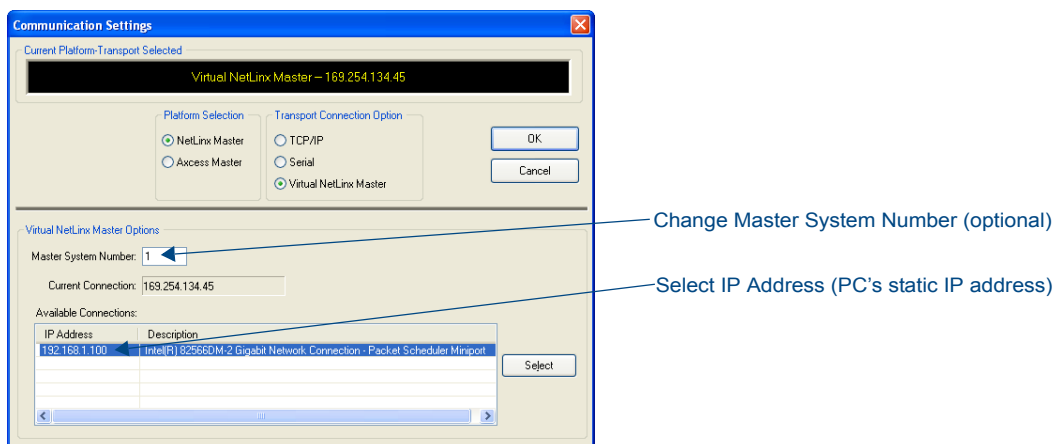 Communication Settings
Current Platform-Transport Selected
Virtual NetLinx Master – 169.254.134.45
Platform Selection
NetLinx Master
Axcess Master
Transport Connection Option
TCP/IP
Serial
Virtual NetLinx Master
OK
Cancel
Virtual NetLinx Master Options
Master System Number: 1
Change Master System Number (optional)
Current Connection: 169.254.134.45
Select IP Address (PC's static IP address)
Available Connections:
IP Address Description
192.168.1.100 Intel(R) 82566DM-2 Gigabit Network Connection - Packet Scheduler Miniport
Select